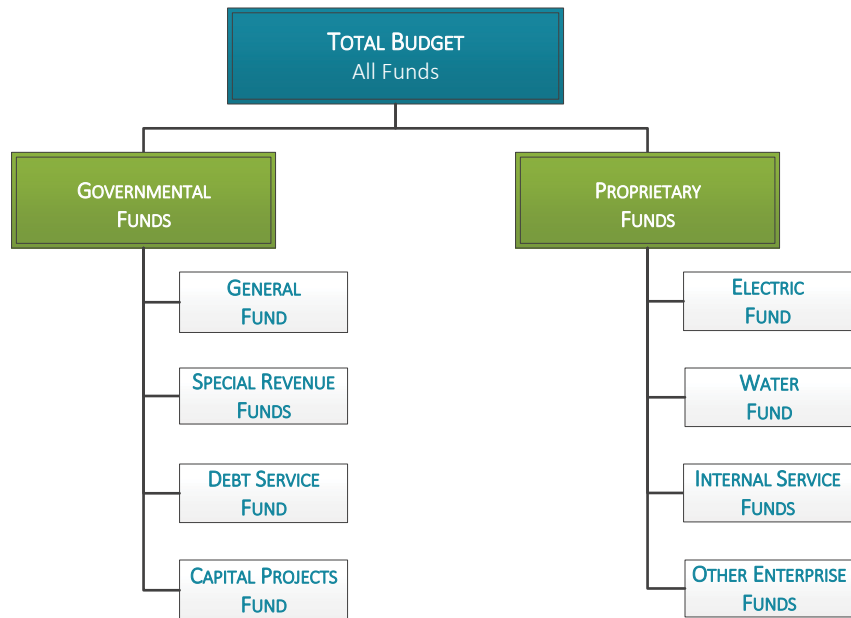 TOTAL BUDGET
All Funds
GOVERNMENTAL
FUNDS
PROPRIETARY
FUNDS
GENERAL
FUND
SPECIAL REVENUE
FUNDS
DEBT SERVICE
FUND
CAPITAL PROJECTS
FUND
ELECTRIC
FUND
WATER
FUND
INTERNAL SERVICE
FUNDS
OTHER ENTERPRISE
FUNDS